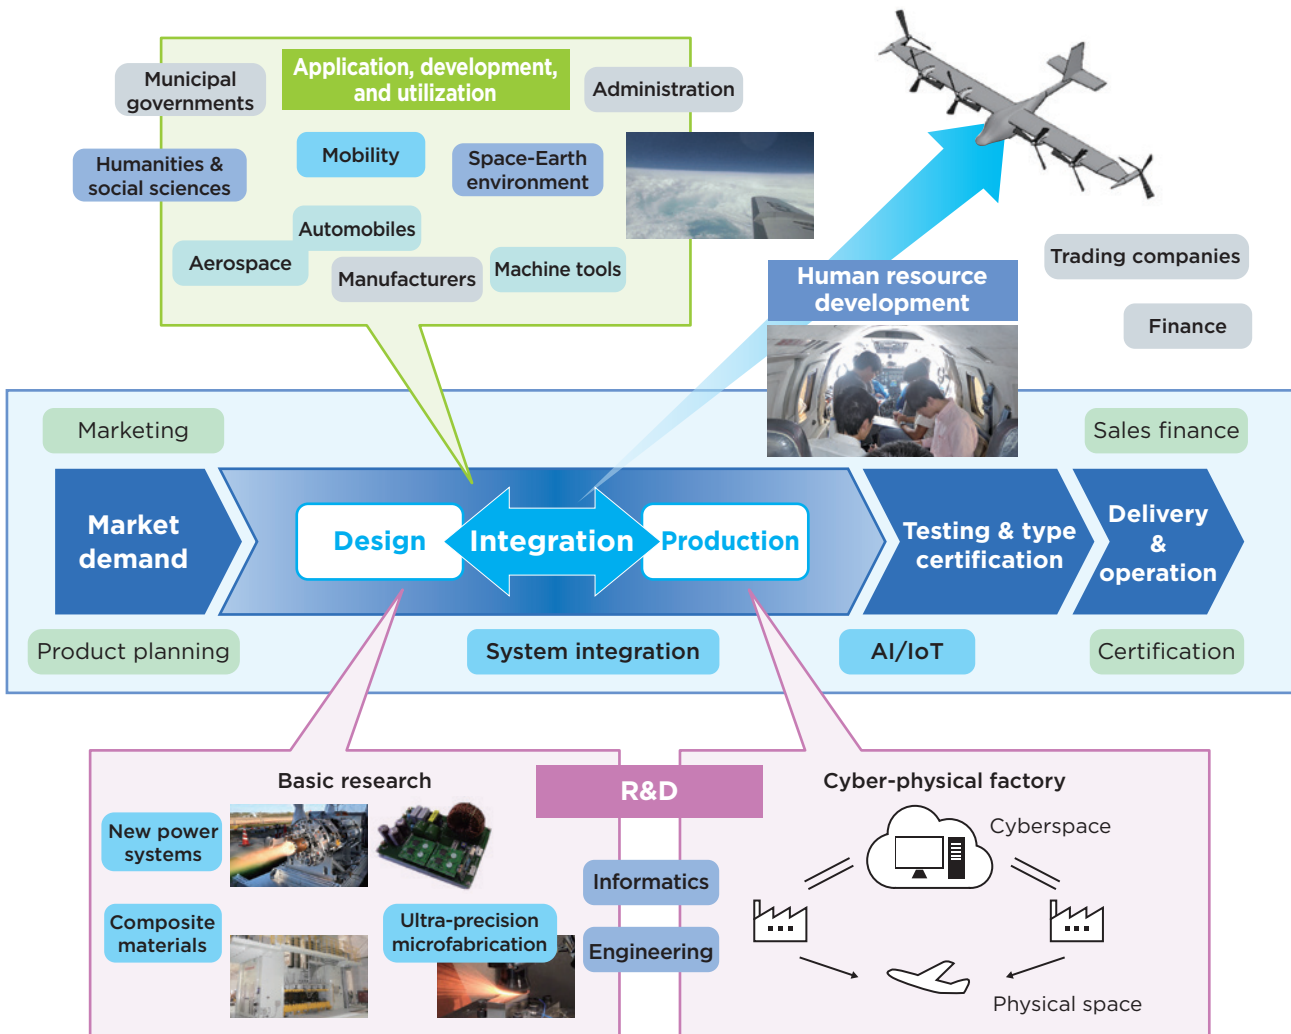 Application, development,
and utilization
Municipal
governments
Administration
Mobility
Humanities &
social sciences
Space-Earth
environment
Automobiles
Aerospace
Manufacturers
Machine tools
Human resource
development
Trading companies
Finance
Marketing
Sales finance
Market
demand
Design
Integration
Production
Testing & type
certification
Delivery
&
operation
Product planning
System integration
AI/IoT
Certification
Basic research
R&D
Cyber-physical factory
New power
systems
Cyberspace
Informatics
Composite
materials
Ultra-precision
microfabrication
Engineering
Physical space